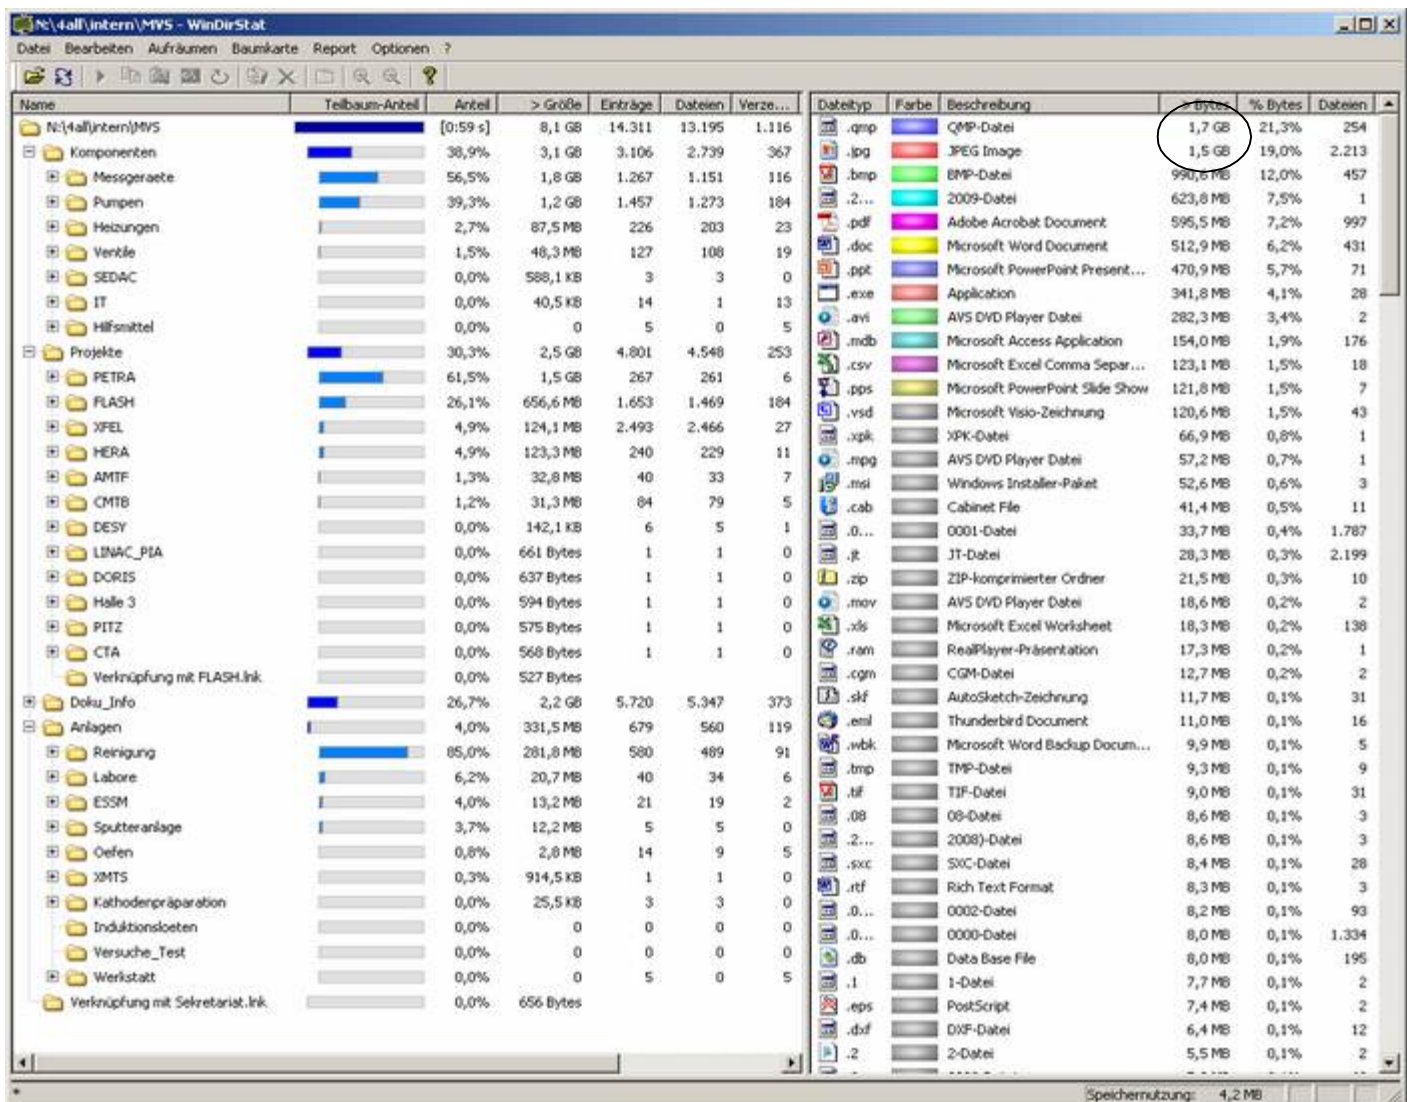 N:\4all\intern\MVS - WinDirStat
Datei Bearbeiten Aufräumen Baumkarte Report Optionen ?
Name Teilbaum-Anteil Anteil > Größe Einträge Dateien Verze...
N:\4all\intern\MVS [0:59 s] 8,1 GB 14.311 13.195 1.116
Komponenten 38,9% 3,1 GB 3.106 2.739 367
Messgeraete 56,5% 1,8 GB 1.267 1.151 116
Pumpen 39,3% 1,2 GB 1.457 1.273 184
Heizungen 2,7% 87,5 MB 226 203 23
Ventile 1,5% 48,3 MB 127 108 19
SEDAC 0,0% 588,1 KB 3 3 0
IT 0,0% 40,5 KB 14 1 13
Hilfsmittel 0,0% 0 5 0 5
Projekte 30,3% 2,5 GB 4.801 4.548 253
PETRA 61,5% 1,5 GB 267 261 6
FLASH 26,1% 656,6 MB 1.653 1.469 184
XFEL 4,9% 124,1 MB 2.493 2.466 27
HERA 4,9% 123,3 MB 240 229 11
AMTF 1,3% 32,8 MB 40 33 7
CMTB 1,2% 31,3 MB 84 79 5
DESY 0,0% 142,1 KB 6 5 1
LINAC_PIA 0,0% 661 Bytes 1 1 0
DORIS 0,0% 637 Bytes 1 1 0
Halle 3 0,0% 594 Bytes 1 1 0
PITZ 0,0% 575 Bytes 1 1 0
CTA 0,0% 568 Bytes 1 1 0
Verknüpfung mit FLASH.lnk 0,0% 527 Bytes
Doku_Info 26,7% 2,2 GB 5.720 5.347 373
Anlagen 4,0% 331,5 MB 679 560 119
Reinigung 85,0% 281,8 MB 580 489 91
Labore 6,2% 20,7 MB 40 34 6
ESSM 4,0% 13,2 MB 21 19 2
Sputteranlage 3,7% 12,2 MB 5 5 0
Oefen 0,8% 2,8 MB 14 9 5
XMTS 0,3% 914,5 KB 1 1 0
Kathodenpräparation 0,0% 25,5 KB 3 3 0
Induktionsloeten 0,0% 0 0 0 0
Versuche_Test 0,0% 0 0 0 0
Werkstatt 0,0% 0 5 0 5
Verknüpfung mit Sekretariat.lnk 0,0% 656 Bytes
Dateityp Farbe Beschreibung > Bytes % Bytes Dateien
.qmp QMP-Datei 1,7 GB 21,3% 254
.jpg JPEG Image 1,5 GB 19,0% 2.213
.bmp BMP-Datei 990,6 MB 12,0% 457
.2... 2009-Datei 623,8 MB 7,5% 1
.pdf Adobe Acrobat Document 595,5 MB 7,2% 997
.doc Microsoft Word Document 512,9 MB 6,2% 431
.ppt Microsoft PowerPoint Present... 470,9 MB 5,7% 71
.exe Application 341,8 MB 4,1% 28
.avi AVS DVD Player Datei 282,3 MB 3,4% 2
.mdb Microsoft Access Application 154,0 MB 1,9% 176
.csv Microsoft Excel Comma Separ... 123,1 MB 1,5% 18
.pps Microsoft PowerPoint Slide Show 121,8 MB 1,5% 7
.vsd Microsoft Visio-Zeichnung 120,6 MB 1,5% 43
.xpk XPK-Datei 66,9 MB 0,8% 1
.mpg AVS DVD Player Datei 57,2 MB 0,7% 1
.msi Windows Installer-Paket 52,6 MB 0,6% 3
.cab Cabinet File 41,4 MB 0,5% 11
.0... 0001-Datei 33,7 MB 0,4% 1.787
.jt JT-Datei 28,3 MB 0,3% 2.199
.zip ZIP-komprimierter Ordner 21,5 MB 0,3% 10
.mov AVS DVD Player Datei 18,6 MB 0,2% 2
.xls Microsoft Excel Worksheet 18,3 MB 0,2% 138
.ram RealPlayer-Präsentation 17,3 MB 0,2% 1
.cgm CGM-Datei 12,7 MB 0,2% 2
.skf AutoSketch-Zeichnung 11,7 MB 0,1% 31
.eml Thunderbird Document 11,0 MB 0,1% 16
.wbk Microsoft Word Backup Docum... 9,9 MB 0,1% 5
.tmp TMP-Datei 9,3 MB 0,1% 9
.tif TIF-Datei 9,0 MB 0,1% 31
.08 08-Datei 8,6 MB 0,1% 3
.2... 2008)-Datei 8,6 MB 0,1% 3
.sxc SXC-Datei 8,4 MB 0,1% 28
.rtf Rich Text Format 8,3 MB 0,1% 3
.0... 0002-Datei 8,2 MB 0,1% 93
.0... 0000-Datei 8,0 MB 0,1% 1.334
.db Data Base File 8,0 MB 0,1% 195
.1 1-Datei 7,7 MB 0,1% 2
.eps PostScript 7,4 MB 0,1% 1
.dxf DXF-Datei 6,4 MB 0,1% 12
.2 2-Datei 5,5 MB 0,1% 2
Speichernutzung: 4,2 MB